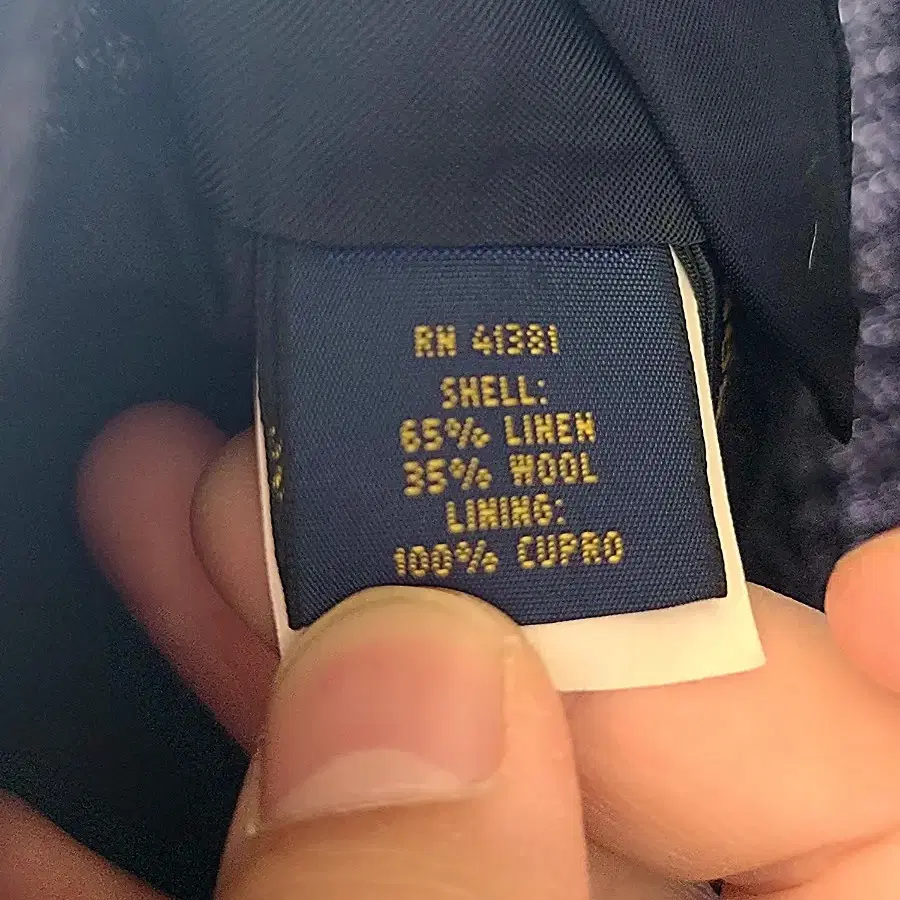 RN 41381
SHELL:
65% LINEN
35% WOOL
LINING:
100% CUPRO